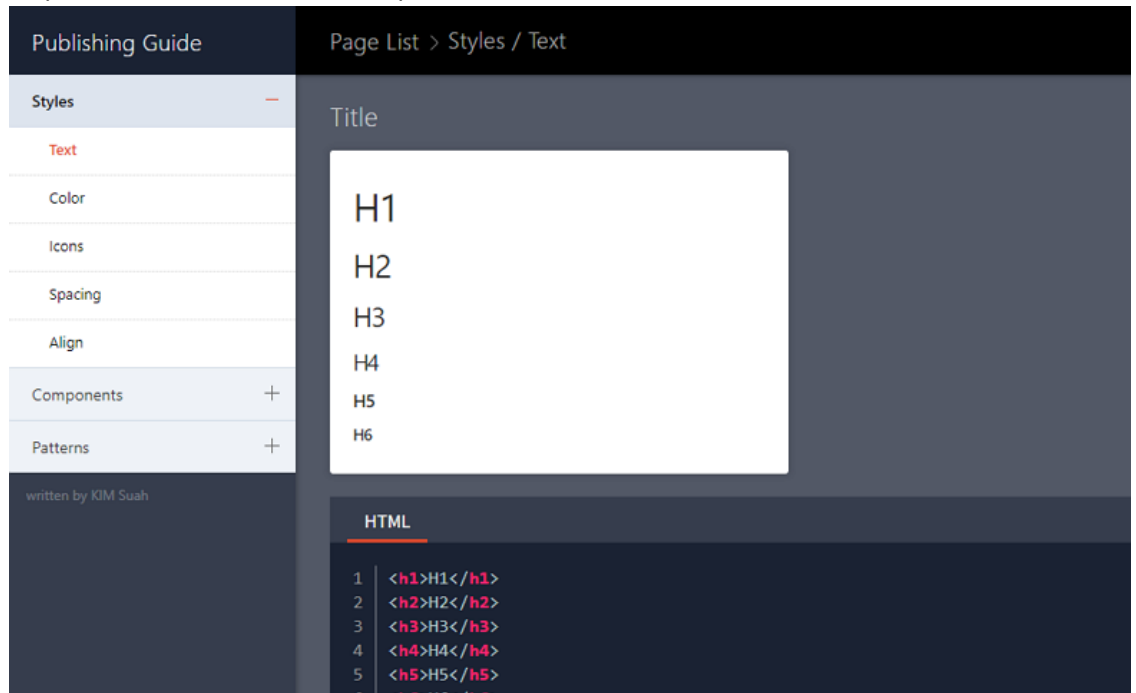 Publishing Guide
Page List > Styles / Text
Styles
Text
Color
Icons
Spacing
Align
Components
Patterns
written by KIM Suah
Title
H1
H2
H3
H4
H5
H6
HTML
1 <h1>H1</h1>
2 <h2>H2</h2>
3 <h3>H3</h3>
4 <h4>H4</h4>
5 <h5>H5</h5>